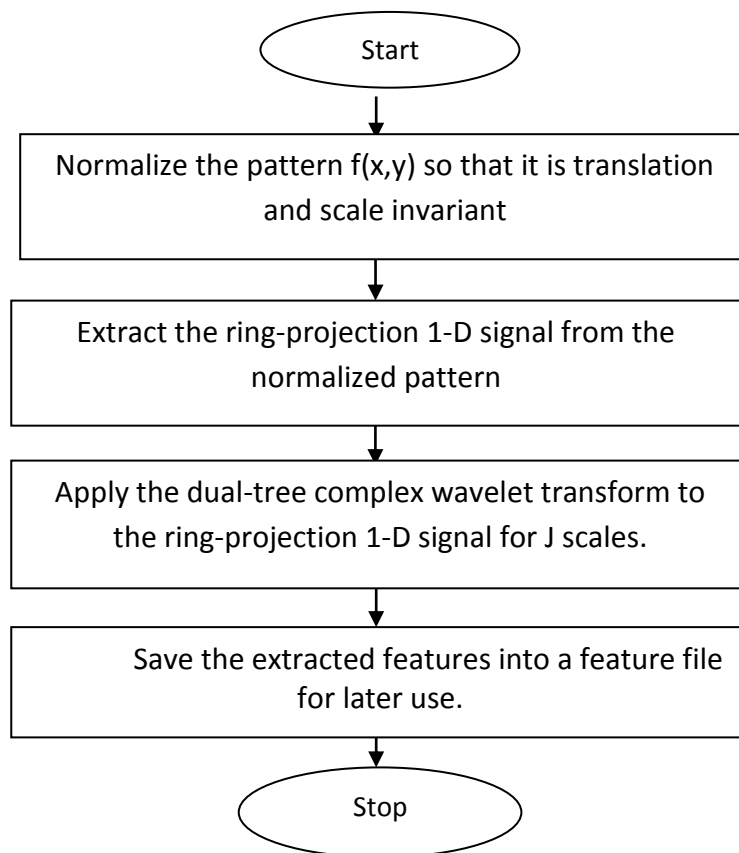 Start
Normalize the pattern f(x,y) so that it is translation
and scale invariant
Extract the ring-projection 1-D signal from the
normalized pattern
Apply the dual-tree complex wavelet transform to
the ring-projection 1-D signal for J scales.
Save the extracted features into a feature file
for later use.
Stop